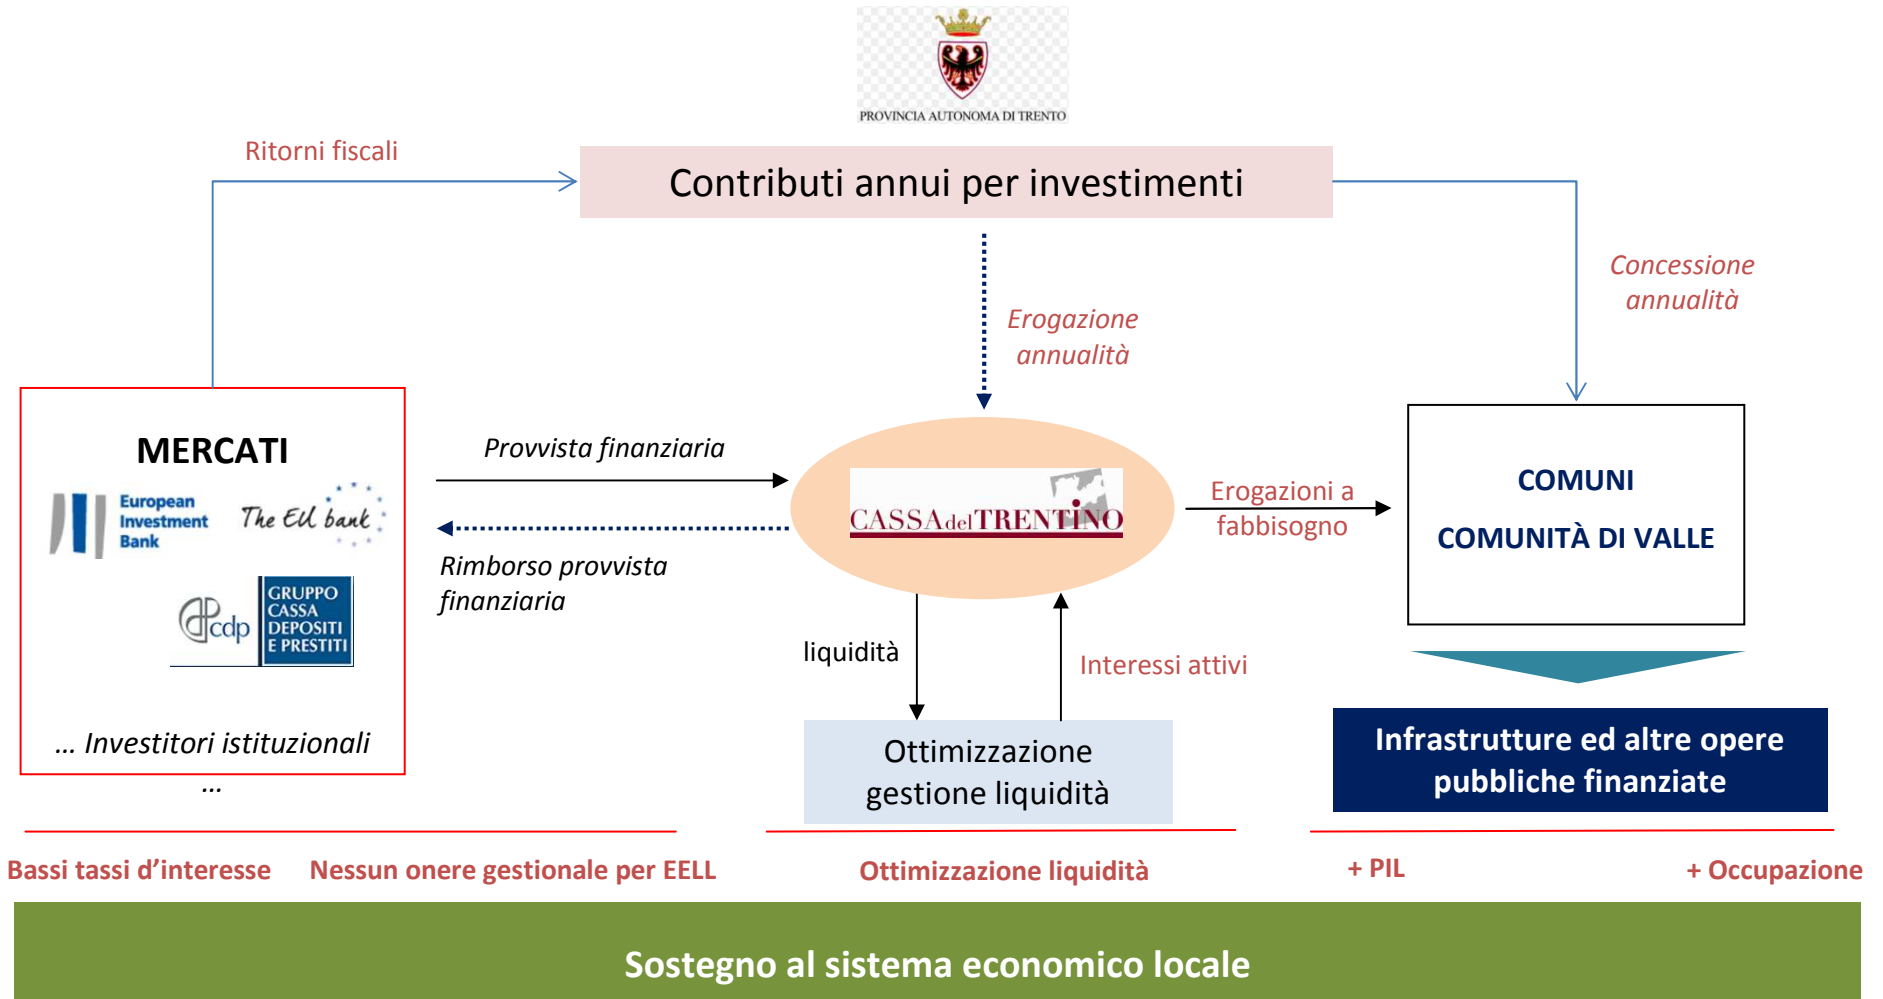 PROVINCIA AUTONOMA DI TRENTO
Ritorni fiscali
Contributi annui per investimenti
Concessione
annualità
Erogazione
annualità
MERCATI
European
Investment
Bank
The EU bank
cdp
GRUPPO
CASSA
DEPOSITI
E PRESTITI
... Investitori istituzionali
...
Provvista finanziaria
Rimborso provvista
finanziaria
CASSAdelTRENTINO
Erogazioni a
fabbisogno
COMUNI
COMUNITÀ DI VALLE
liquidità
Interessi attivi
Ottimizzazione
gestione liquidità
Infrastrutture ed altre opere
pubbliche finanziate
Bassi tassi d’interesse
Nessun onere gestionale per EELL
Ottimizzazione liquidità
+ PIL
+ Occupazione
Sostegno al sistema economico locale